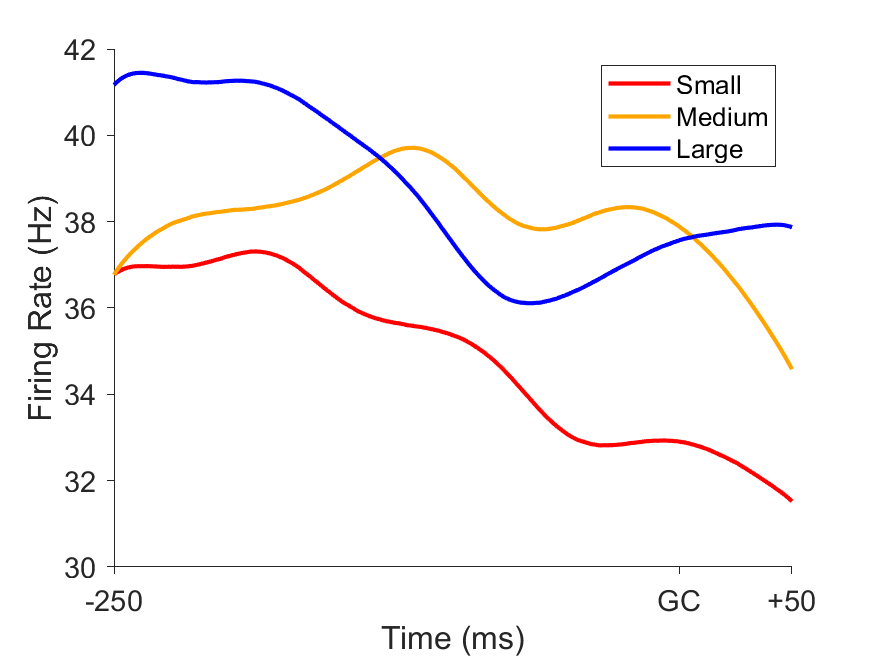 42
40
38
36
34
32
30
Firing Rate (Hz)
Small
Medium
Large
-250
GC
+50
Time (ms)